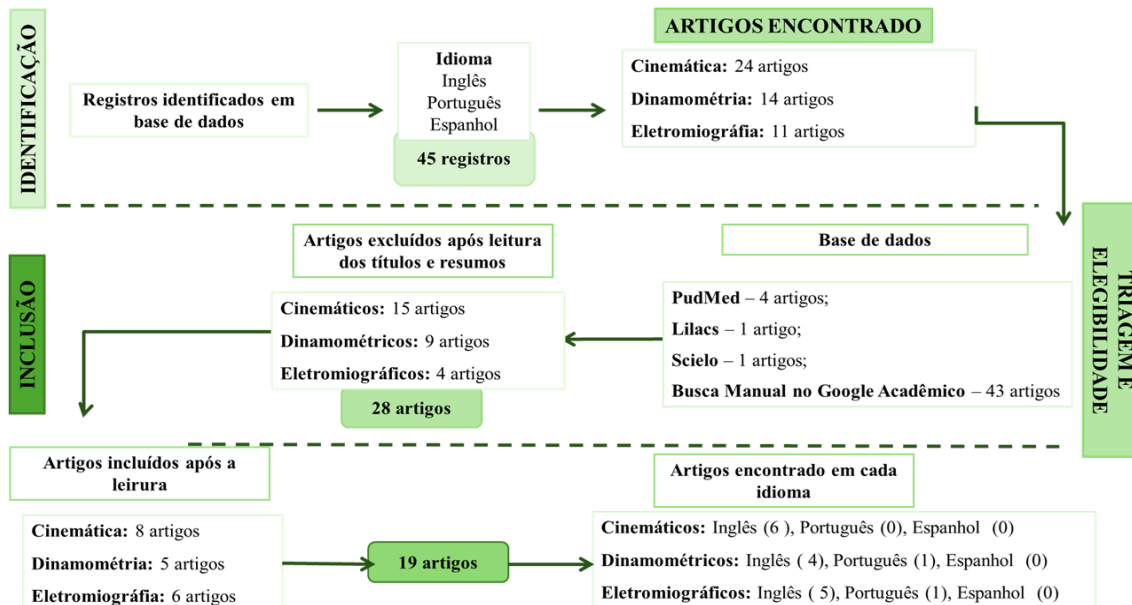 IDENTIFICAÇÃO
Registros identificados em
base de dados
Idioma
Inglês
Português
Espanhol
45 registros
ARTIGOS ENCONTRADO
Cinemática: 24 artigos
Dinamométria: 14 artigos
Eletromiográfia: 11 artigos
TRIAGEM E
ELEGIBILIDADE
Base de dados
PudMed – 4 artigos;
Lilacs – 1 artigo;
Scielo – 1 artigos;
Busca Manual no Google Acadêmico – 43 artigos
Artigos excluídos após leitura
dos títulos e resumos
Cinemáticos: 15 artigos
Dinamométricos: 9 artigos
Eletromiográficos: 4 artigos
28 artigos
INCLUSÃO
Artigos incluídos após a
leirura
Cinemática: 8 artigos
Dinamométria: 5 artigos
Eletromiográfia: 6 artigos
19 artigos
Artigos encontrado em cada
idioma
Cinemáticos: Inglês (6 ), Português (0), Espanhol (0)
Dinamométricos: Inglês ( 4), Português (1), Espanhol (0)
Eletromiográficos: Inglês ( 5), Português (1), Espanhol (0)